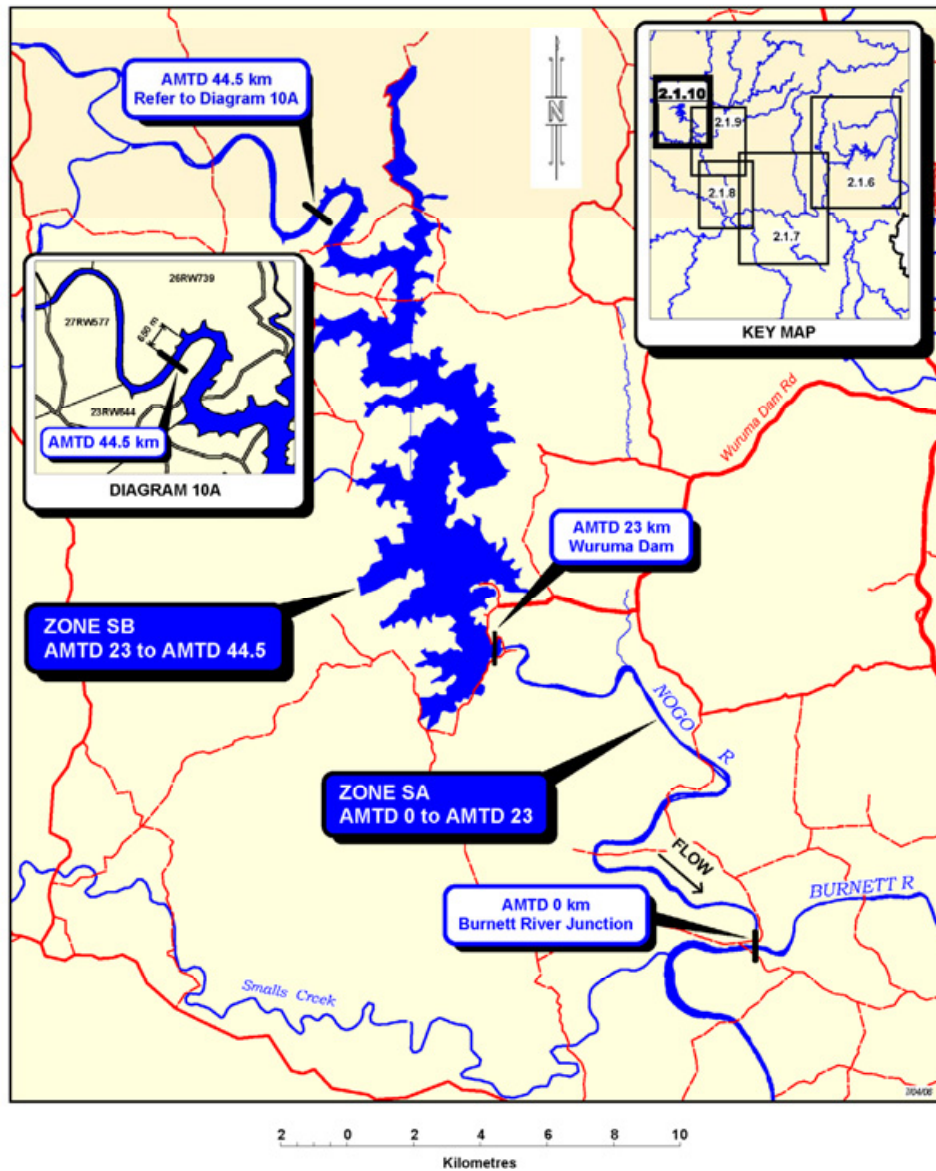 AMTD 44.5 km
Refer to Diagram 10A
N
2.1.10
2.1.9
2.1.8
2.1.6
2.1.7
KEY MAP
26RW739
27RW577
650 m
23RW644
AMTD 44.5 km
DIAGRAM 10A
Wuruma Dam Rd
AMTD 23 km
Wuruma Dam
ZONE SB
AMTD 23 to AMTD 44.5
NOGO R
ZONE SA
AMTD 0 to AMTD 23
FLOW
AMTD 0 km
Burnett River Junction
BURNETT R
Smalls Creek
2 0 2 4 6 8 10
Kilometres